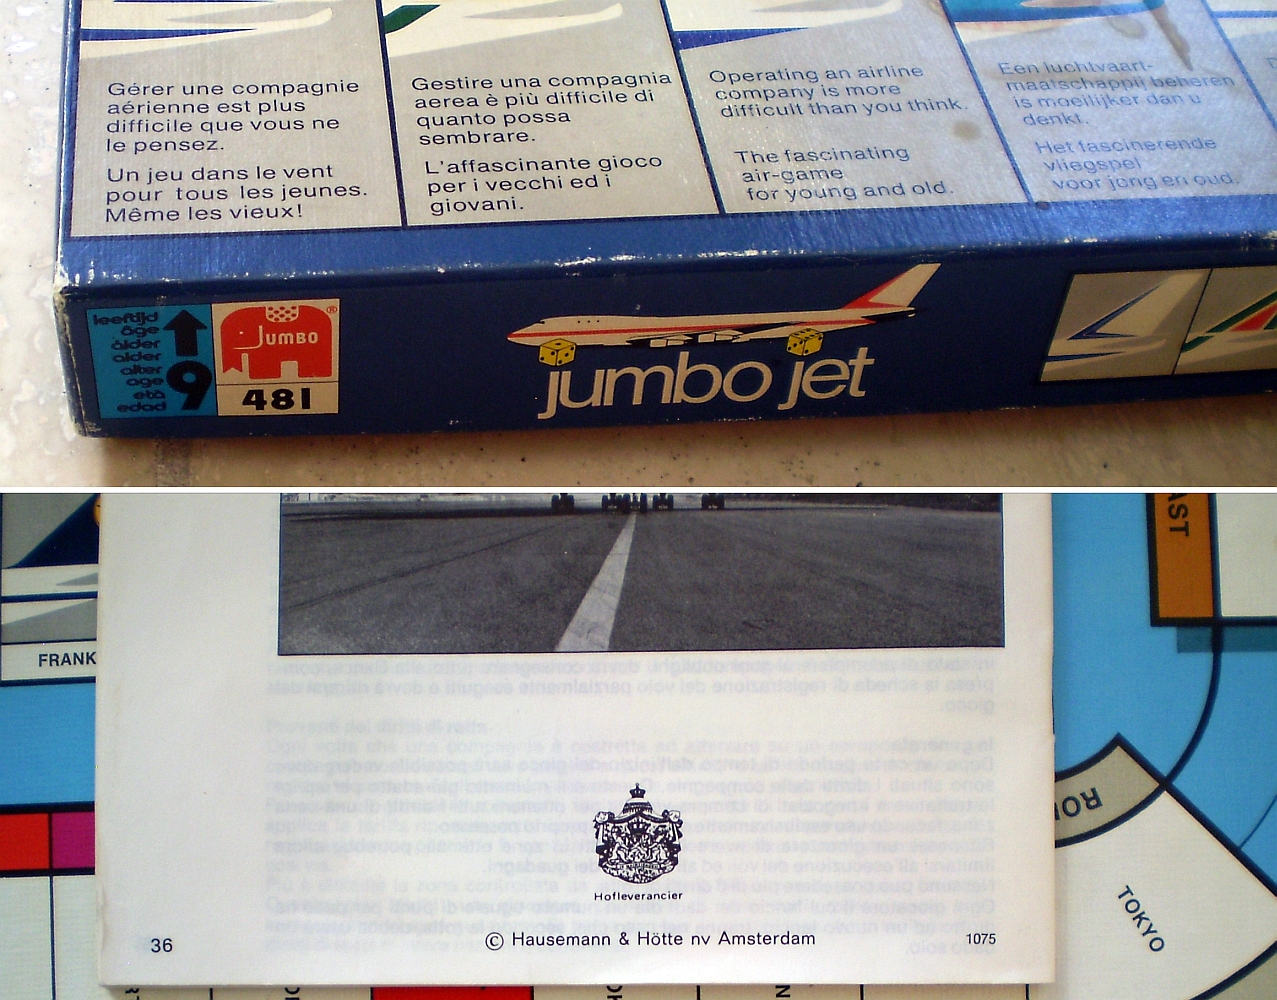 Gérer une compagnie
aérienne est plus
difficile que vous ne
le pensez.
Un jeu dans le vent
pour tous les jeunes.
Même les vieux!
Gestire una compagnia
aerea è più difficile di
quanto possa
sembrare.
L'affascinante gioco
per i vecchi ed i
giovani.
Operating an airline
company is more
difficult than you think.
The fascinating
air-game
for young and old.
Een luchtvaart-
maatschappij beheren
is moeilijker dan u
denkt.
Het fascinerende
vliegspel
voor jong en oud.
leeftijd
âge
ålder
alder
alter
age
età
edad
9
JUMBO
®
481
jumbo jet
FRANK
AST
TOKYO
Hofleverancier
36
© Hausemann & Hötte nv Amsterdam
1075